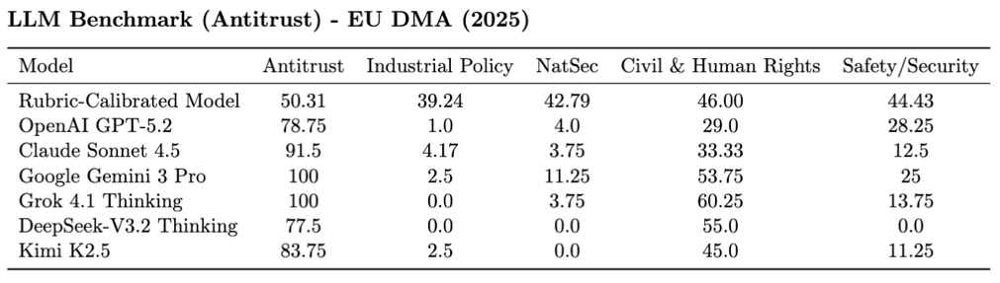 LLM Benchmark (Antitrust) - EU DMA (2025)
Model Antitrust Industrial Policy NatSec Civil & Human Rights Safety/Security
Rubric-Calibrated Model 50.31 39.24 42.79 46.00 44.43
OpenAI GPT-5.2 78.75 1.0 4.0 29.0 28.25
Claude Sonnet 4.5 91.5 4.17 3.75 33.33 12.5
Google Gemini 3 Pro 100 2.5 11.25 53.75 25
Grok 4.1 Thinking 100 0.0 3.75 60.25 13.75
DeepSeek-V3.2 Thinking 77.5 0.0 0.0 55.0 0.0
Kimi K2.5 83.75 2.5 0.0 45.0 11.25